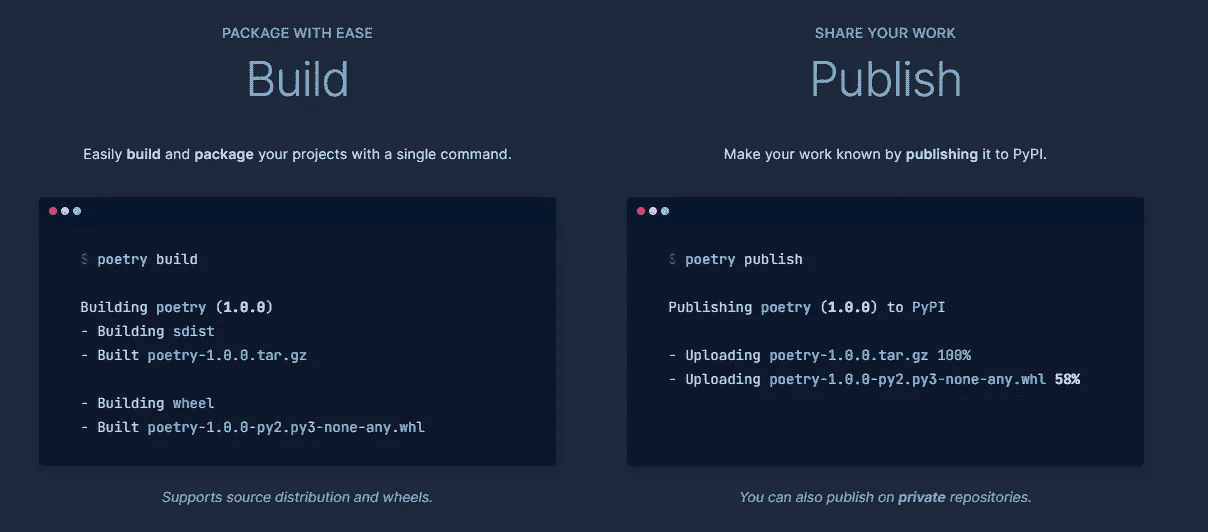 PACKAGE WITH EASE
Build
Easily build and package your projects with a single command.
$ poetry build
Building poetry (1.0.0)
- Building sdist
- Built poetry-1.0.0.tar.gz
- Building wheel
- Built poetry-1.0.0-py2.py3-none-any.whl
Supports source distribution and wheels.
SHARE YOUR WORK
Publish
Make your work known by publishing it to PyPI.
$ poetry publish
Publishing poetry (1.0.0) to PyPI
- Uploading poetry-1.0.0.tar.gz 100%
- Uploading poetry-1.0.0-py2.py3-none-any.whl 58%
You can also publish on private repositories.